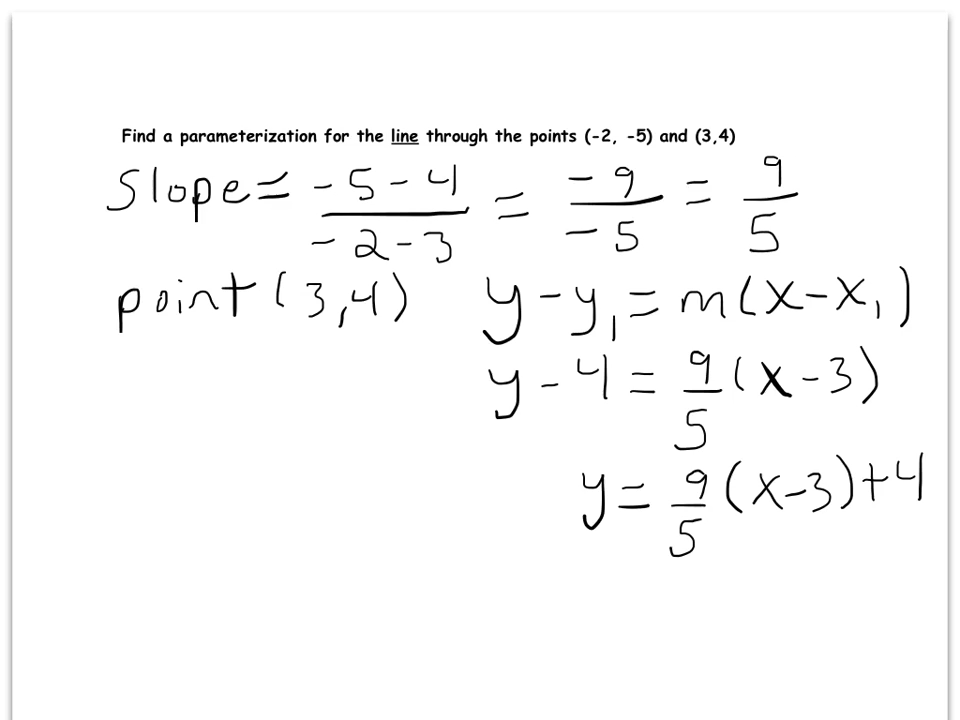 Find a parameterization for the line through the points (-2, -5) and (3,4)
Slope = -5-4/-2-3 = -9/-5 = 9/5
point (3,4)
y-y₁ = m(x-x₁)
y-4 = 9/5 (x-3)
y = 9/5 (x-3)+4